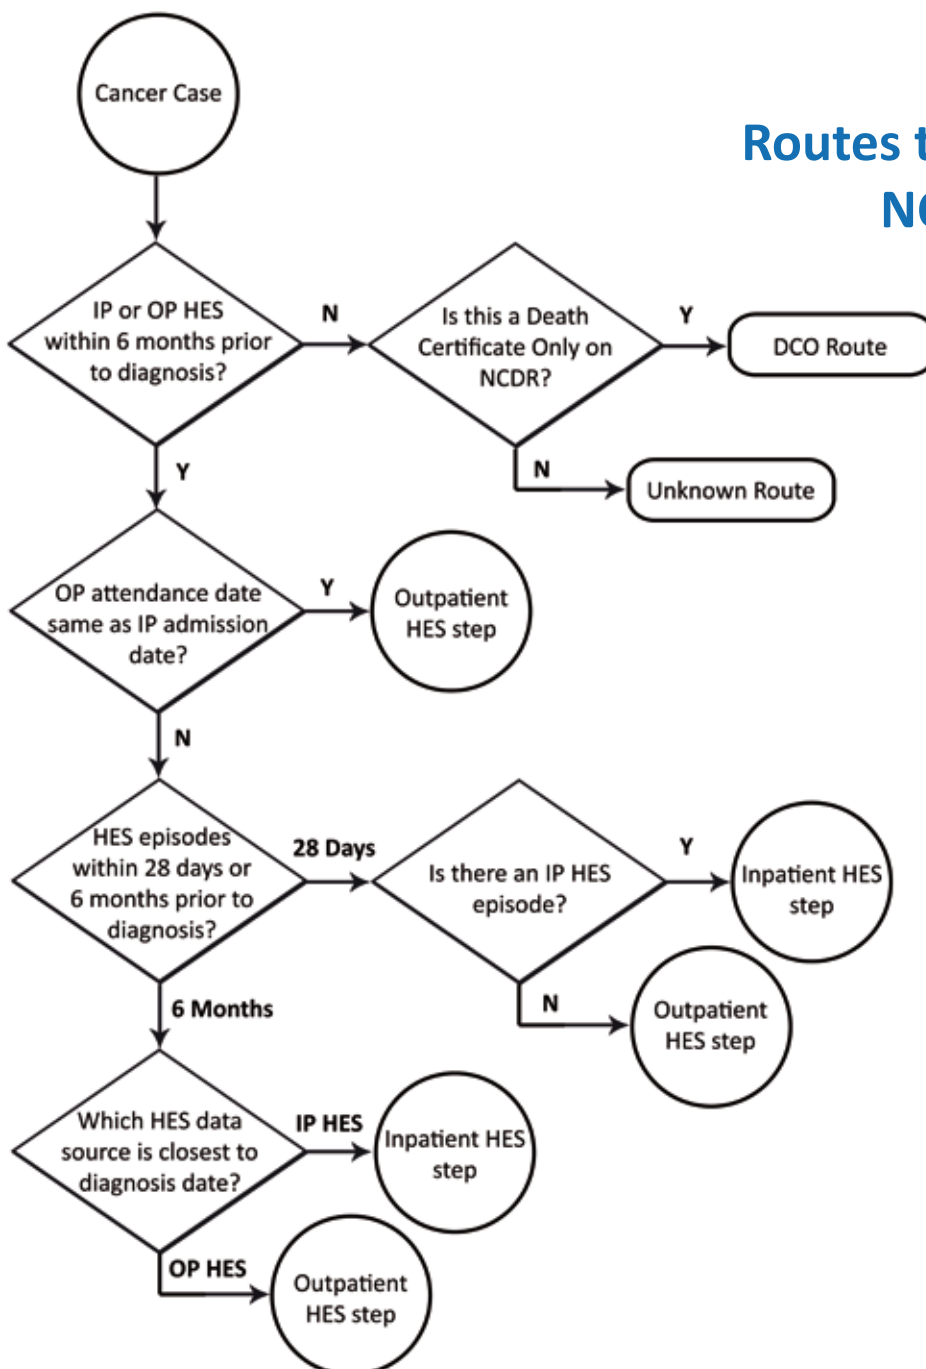 Cancer Case
Routes t
NC
IP or OP HES
within 6 months prior
to diagnosis?
N
Is this a Death
Certificate Only on
NCDR?
Y
DCO Route
N
Unknown Route
Y
OP attendance date
same as IP admission
date?
Y
Outpatient
HES step
N
HES episodes
within 28 days or
6 months prior to
diagnosis?
28 Days
Is there an IP HES
episode?
Y
Inpatient HES
step
N
Outpatient
HES step
6 Months
Which HES data
source is closest to
diagnosis date?
IP HES
Inpatient HES
step
OP HES
Outpatient
HES step